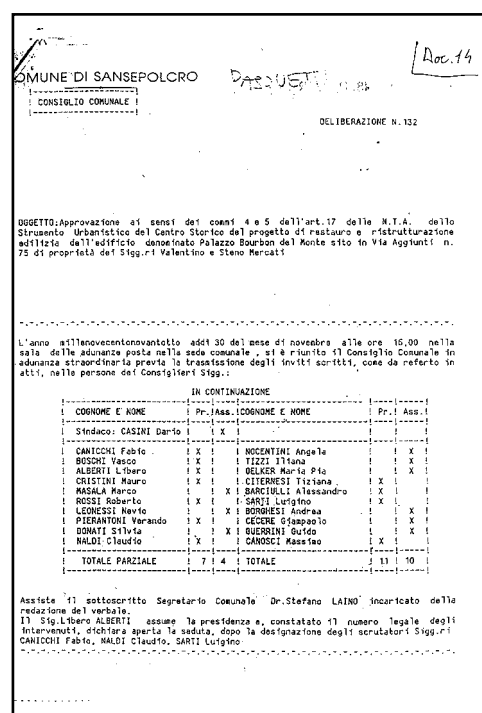 Doc.14
COMUNE DI SANSEPOLCRO
!--------------------!
! CONSIGLIO COMUNALE !
!--------------------!
DELIBERAZIONE N.132
OGGETTO:Approvazione ai sensi dei commi 4 e 5 dell'art.17 delle N.T.A. dello
Strumento Urbanistico del Centro Storico del progetto di restauro e ristrutturazione
edilizia dell'edificio denominato Palazzo Bourbon del Monte sito in Via Aggiunti n.
75 di proprietà dei Sigg.ri Valentino e Steno Mercati
L'anno millenovecentonovantotto addì 30 del mese di novembre alle ore 15,00 nella
sala delle adunanze posta nella sede comunale , si è riunito il Consiglio Comunale in
adunanza straordinaria previa la trassissione degli inviti scritti, come da referto in
atti, nelle persone dei Consiglieri Sigg.:
IN CONTINUAZIONE
! COGNOME E NOME ! Pr.!Ass.!COGNOME E NOME ! Pr.! Ass.!
! Sindaco: CASINI Dario ! ! X ! ! ! !
! CANICCHI Fabio ! X ! ! NOCENTINI Angela ! ! X !
! BOSCHI Vasco ! X ! ! TIZZI Iliana ! ! X !
! ALBERTI Libero ! X ! ! OELKER Maria Pia ! ! X !
! CRISTINI Mauro ! X ! ! CITERNESI Tiziana ! X ! !
! MASALA Marco ! ! X ! BARCIULLI Alessandro ! X ! !
! ROSSI Roberto ! X ! ! SARTI Luigino ! X ! !
! LEONESSI Nevio ! ! X ! BORGHESI Andrea ! ! X !
! PIERANTONI Verando ! X ! ! CECERE Giampaolo ! ! X !
! DONATI Silvia ! ! X ! GUERRINI Guido ! ! X !
! NALDI Claudio ! X ! ! CANOSCI Massimo ! X ! !
! TOTALE PARZIALE ! 7 ! 4 ! TOTALE ! 11 ! 10 !
Assiste il sottoscritto Segretario Comunale Dr.Stefano LAINO incaricato della
redazione del verbale.
Il Sig.Libero ALBERTI assume la presidenza e, constatato il numero legale degli
intervenuti, dichiara aperta la seduta, dopo la designazione degli scrutatori Sigg.ri
CANICCHI Fabio, NALDI Claudio, SARTI Luigino